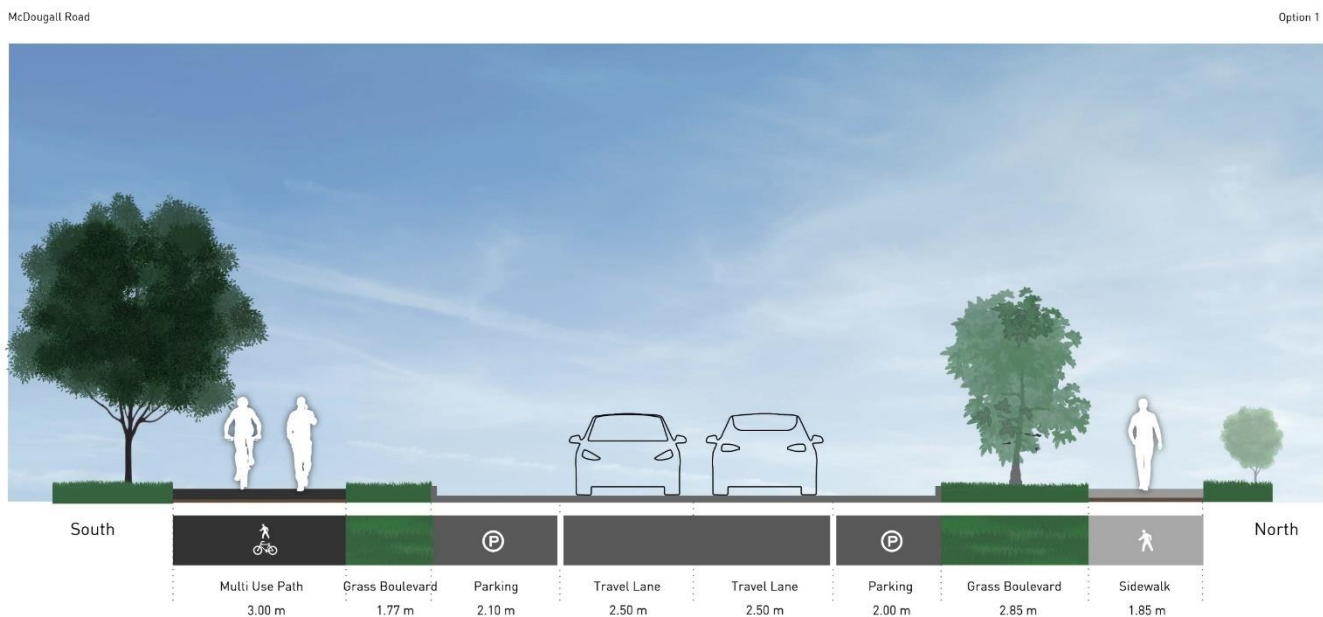 McDougall Road
Option 1
South
North
P
P
Multi Use Path
Grass Boulevard
Parking
Travel Lane
Travel Lane
Parking
Grass Boulevard
Sidewalk
3.00 m
1.77 m
2.10 m
2.50 m
2.50 m
2.00 m
2.85 m
1.85 m